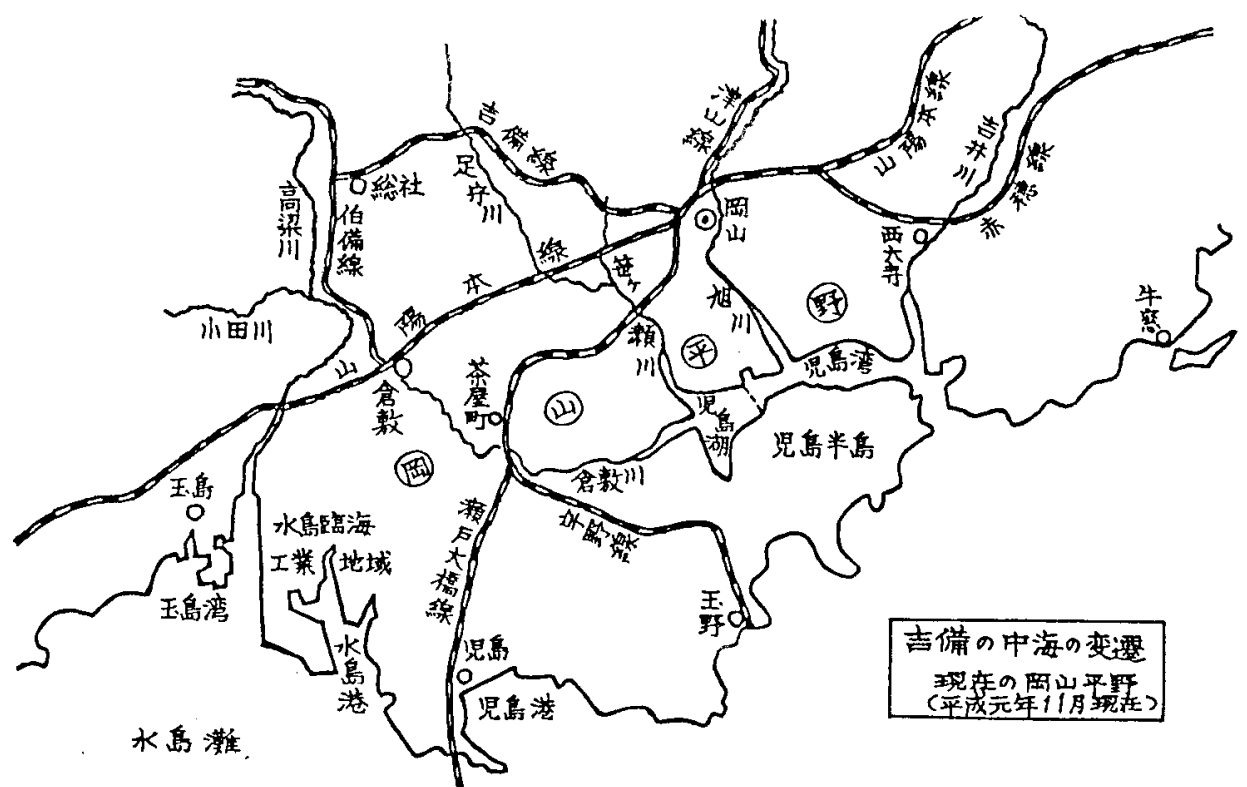 吉備線
津山線
山陽本線
吉井川
赤穂線
足守川
総社
高梁川
伯備線
岡山
西大寺
笹ヶ瀬川
旭川
野
牛窓
小田川
山陽本線
平
児島湾
茶屋町
倉敷
山
児島湖
児島半島
岡
倉敷川
玉島
水島臨海
工業地域
瀬戸大橋線
宇野線
玉島湾
玉野
水島港
児島
児島港
水島灘
吉備の中海の変遷
現在の岡山平野
(平成元年11月現在)